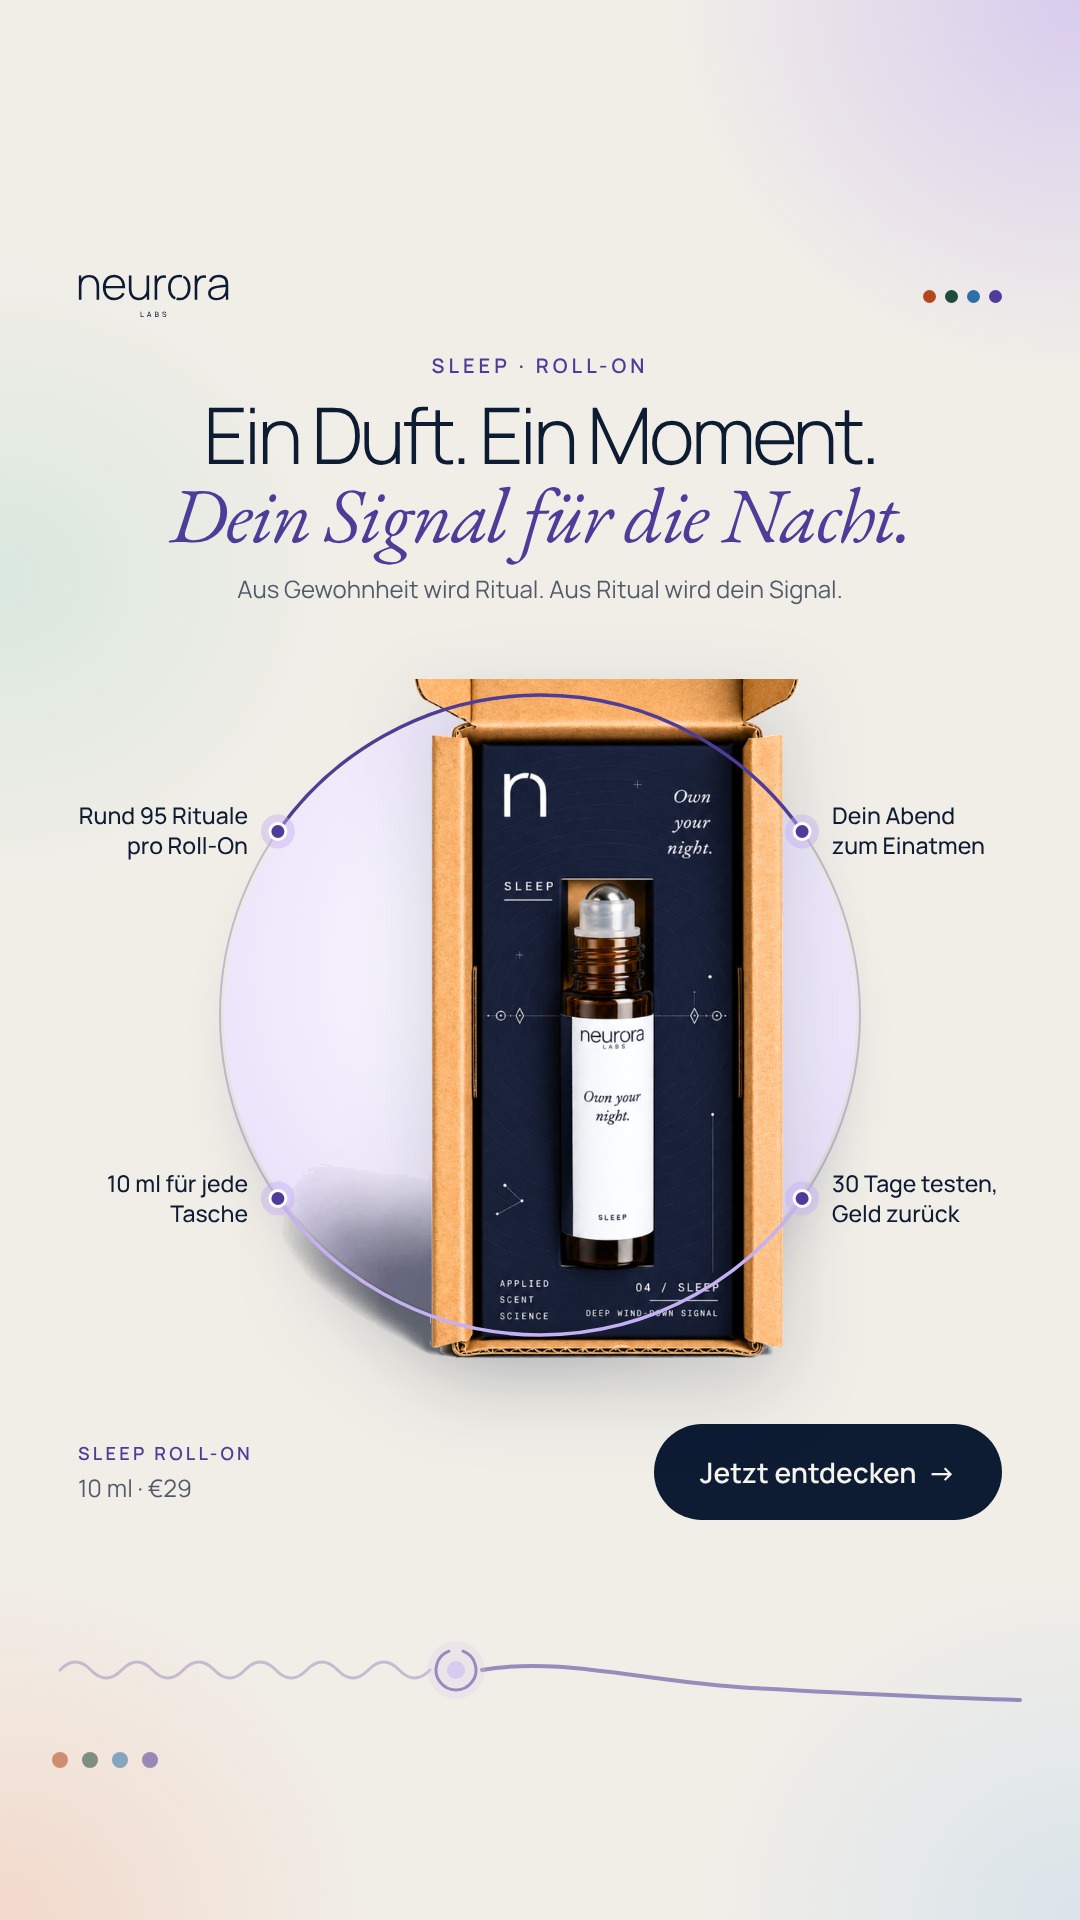 neurora
LABS
SLEEP · ROLL-ON
Ein Duft. Ein Moment.
Dein Signal für die Nacht.
Aus Gewohnheit wird Ritual. Aus Ritual wird dein Signal.
Rund 95 Rituale
pro Roll-On
Dein Abend
zum Einatmen
n
Own
your
night.
SLEEP
neurora
LABS
Own your
night.
SLEEP
10 ml für jede
Tasche
30 Tage testen,
Geld zurück
APPLIED
SCENT
SCIENCE
04 / SLEEP
DEEP WIND-DOWN SIGNAL
SLEEP ROLL-ON
10 ml · €29
Jetzt entdecken →